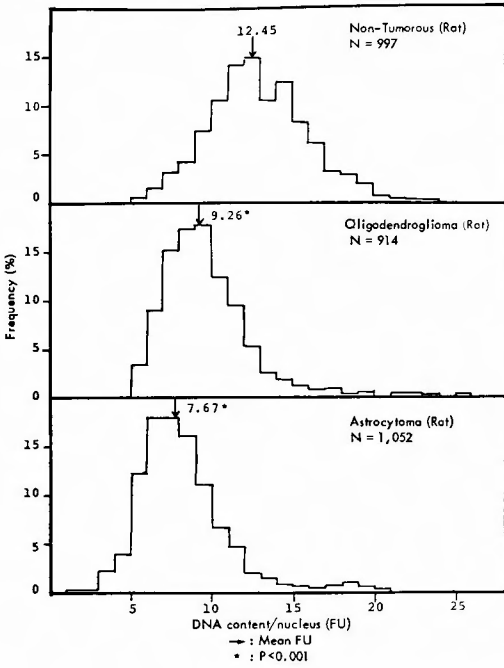 12.45
Non-Tumorous (Rat)
N = 997
15
10
5
0
9.26*
Oligodendroglioma (Rat)
N = 914
15
10
5
0
Frequency (%)
7.67*
Astrocytoma (Rat)
N = 1,052
15
10
5
0
5 10 15 20 25
DNA content/nucleus (FU)
→ : Mean FU
* : P<0.001